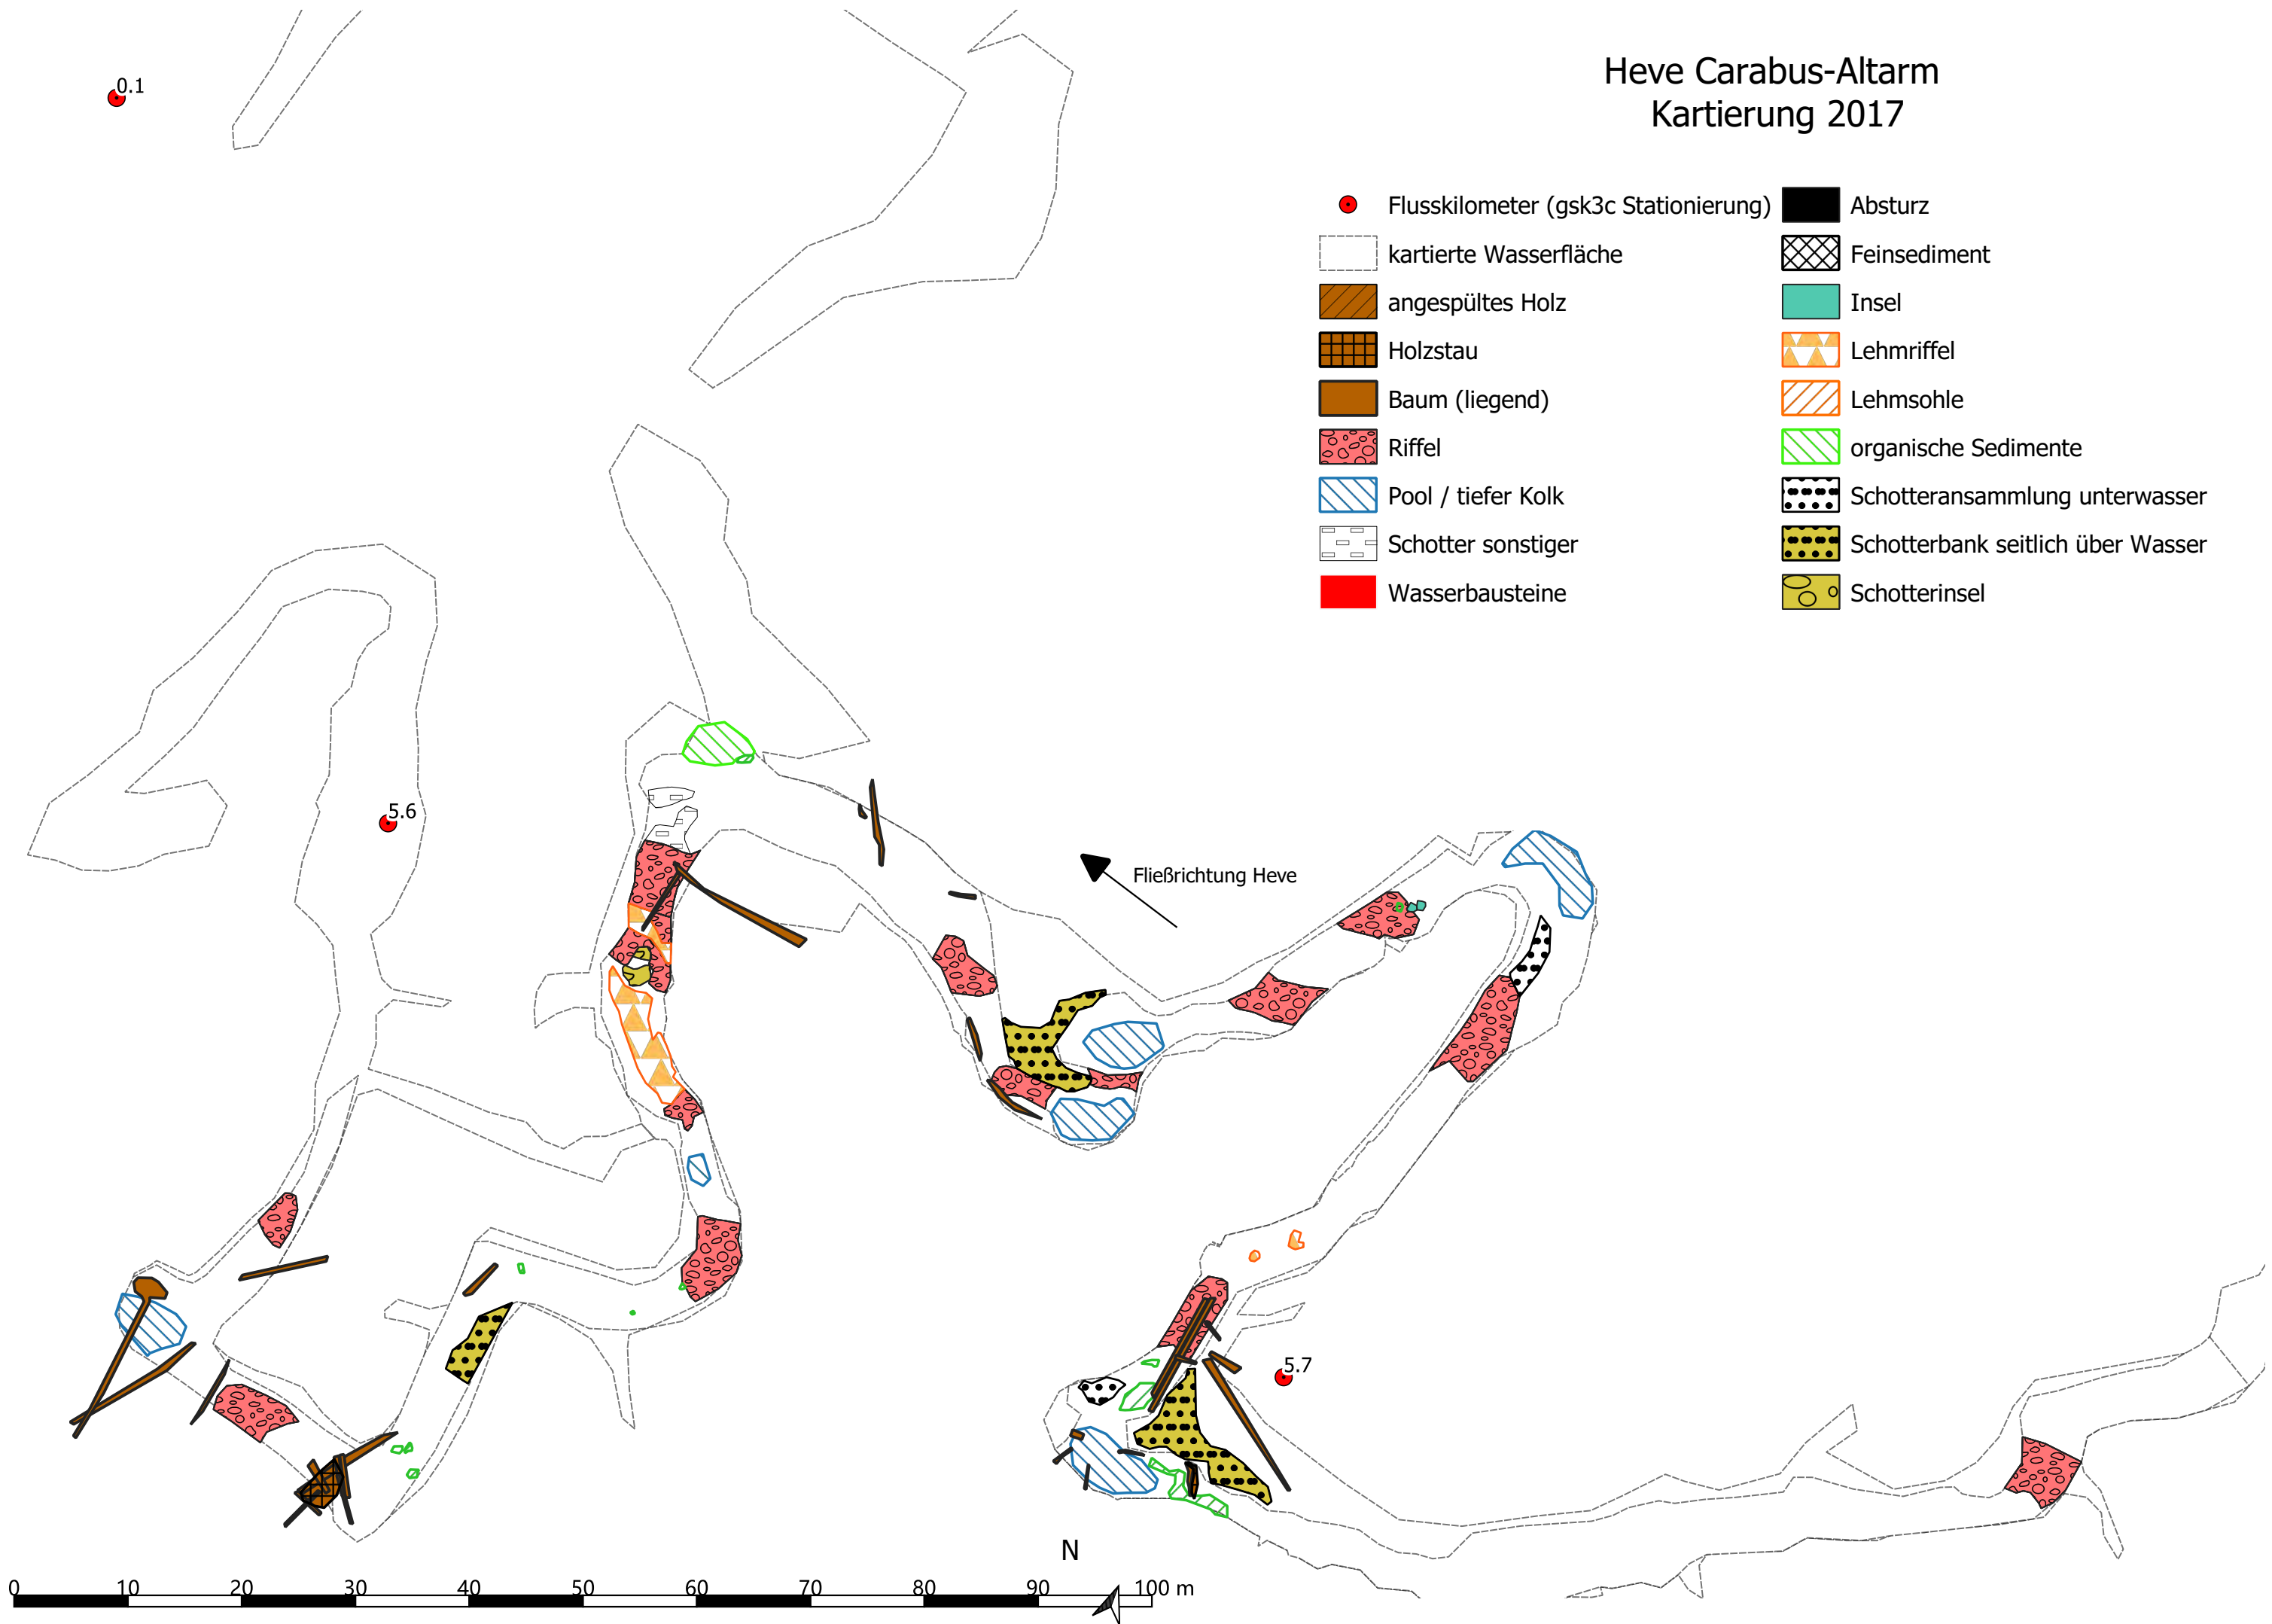 Heve Carabus-Altarm
Kartierung 2017
0.1
Flusskilometer (gsk3c Stationierung)
kartierte Wasserfläche
angespültes Holz
Holzstau
Baum (liegend)
Riffel
Pool / tiefer Kolk
Schotter sonstiger
Wasserbausteine
Absturz
Feinsediment
Insel
Lehmriffel
Lehmsohle
organische Sedimente
Schotteransammlung unterwasser
Schotterbank seitlich über Wasser
Schotterinsel
5.6
Fließrichtung Heve
5.7
N
0 10 20 30 40 50 60 70 80 90 100 m